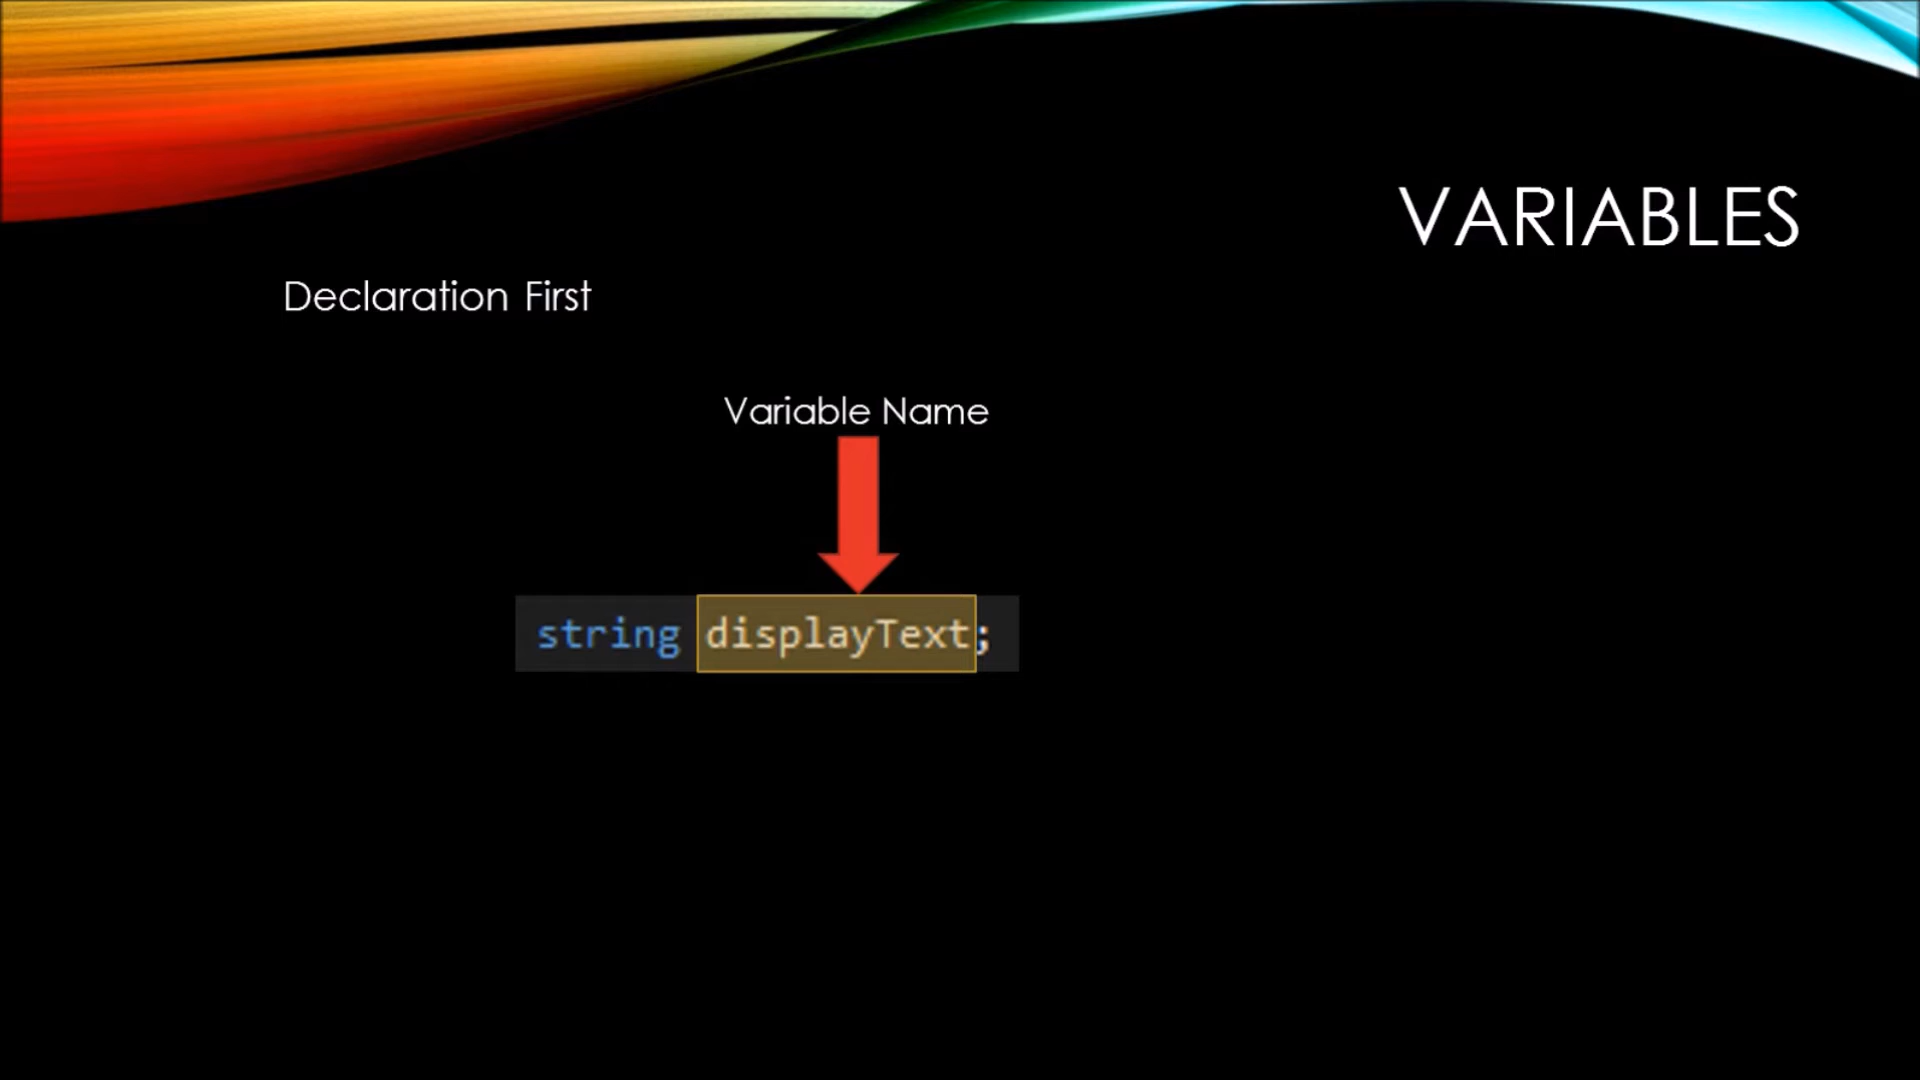 VARIABLES
Declaration First
Variable Name
string displayText;